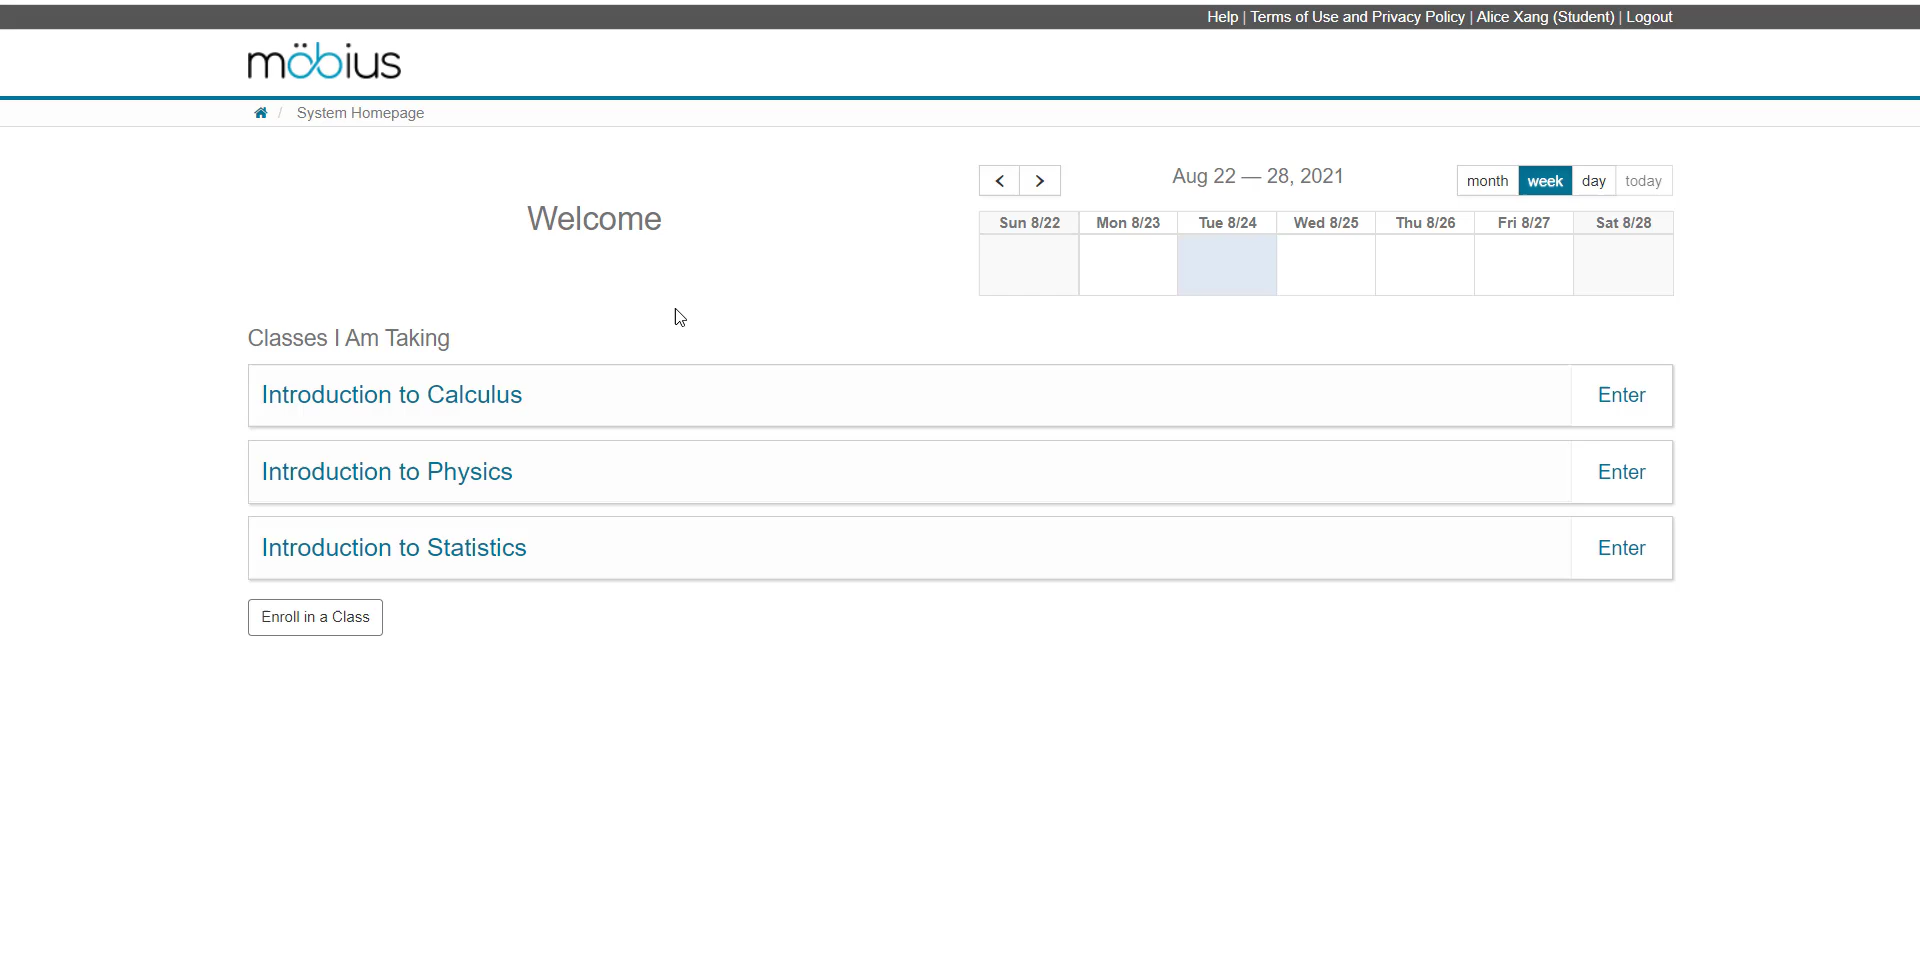 Help | Terms of Use and Privacy Policy | Alice Xang (Student) | Logout
möbius
/ System Homepage
Welcome
< > Aug 22 — 28, 2021 month week day today
Sun 8/22 Mon 8/23 Tue 8/24 Wed 8/25 Thu 8/26 Fri 8/27 Sat 8/28
Classes I Am Taking
Introduction to Calculus Enter
Introduction to Physics Enter
Introduction to Statistics Enter
Enroll in a Class